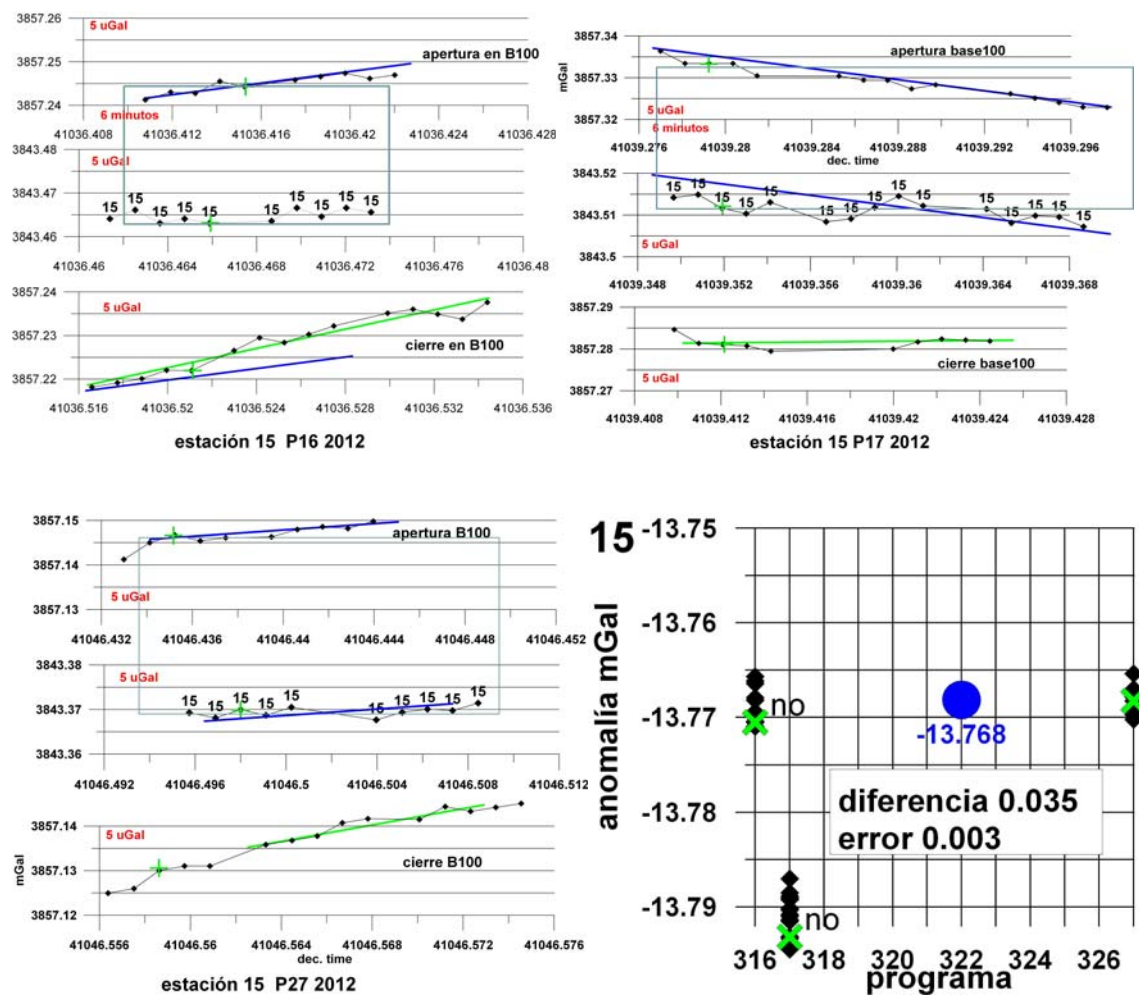 3857.26
5 uGal
3857.25
apertura en B100
3857.24
6 minutos
41036.408 41036.412 41036.416 41036.42 41036.424 41036.428
3843.48
5 uGal
3843.47
15 15 15 15 15 15 15 15 15 15 15
3843.46
41036.46 41036.464 41036.468 41036.472 41036.476 41036.48
3857.24
5 uGal
3857.23
cierre en B100
3857.22
41036.516 41036.52 41036.524 41036.528 41036.532 41036.536
estación 15 P16 2012
3857.34
apertura base100
mGal
3857.33
5 uGal
3857.32
6 minutos
41039.276 41039.28 41039.284 41039.288 41039.292 41039.296
dec. time
3843.52
15 15 15 15 15 15 15 15 15 15 15 15 15 15 15
3843.51
5 uGal
3843.5
41039.348 41039.352 41039.356 41039.36 41039.364 41039.368
3857.29
3857.28
cierre base100
5 uGal
3857.27
41039.408 41039.412 41039.416 41039.42 41039.424 41039.428
estación 15 P17 2012
3857.15
apertura B100
3857.14
5 uGal
3857.13
41046.432 41046.436 41046.44 41046.444 41046.448 41046.452
3843.38
5 uGal
15 15 15 15 15 15 15 15 15 15
3843.37
3843.36
41046.492 41046.496 41046.5 41046.504 41046.508 41046.512
3857.14
5 uGal
mGal
3857.13
cierre B100
3857.12
41046.556 41046.56 41046.564 41046.568 41046.572 41046.576
dec. time
estación 15 P27 2012
15
-13.75
anomalía mGal
-13.76
-13.77
no
-13.768
diferencia 0.035
error 0.003
-13.78
-13.79
no
316 318 320 322 324 326
programa